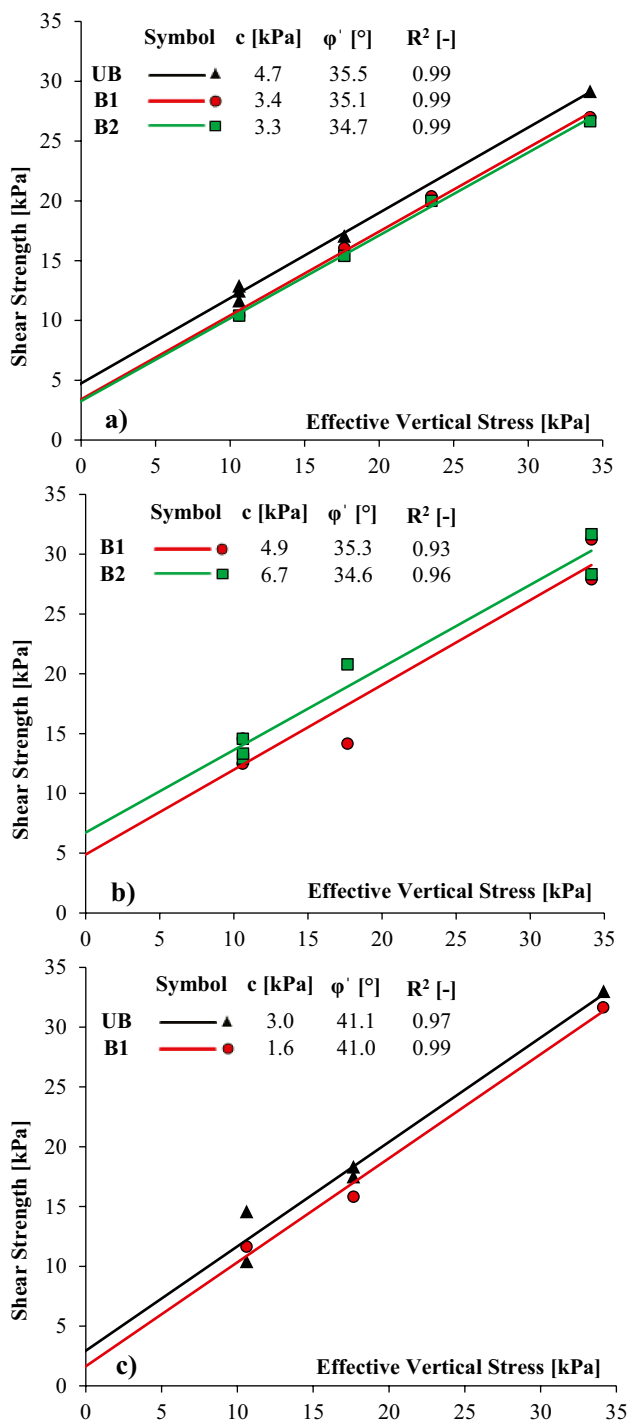 Symbol c [kPa] φ' [°] R² [-]
UB 4.7 35.5 0.99
B1 3.4 35.1 0.99
B2 3.3 34.7 0.99
Shear Strength [kPa]
35
30
25
20
15
10
5
0
a)
Effective Vertical Stress [kPa]
0 5 10 15 20 25 30 35
Symbol c [kPa] φ' [°] R² [-]
B1 4.9 35.3 0.93
B2 6.7 34.6 0.96
Shear Strength [kPa]
35
30
25
20
15
10
5
0
b)
Effective Vertical Stress [kPa]
0 5 10 15 20 25 30 35
Symbol c [kPa] φ' [°] R² [-]
UB 3.0 41.1 0.97
B1 1.6 41.0 0.99
Shear Strength [kPa]
35
30
25
20
15
10
5
0
c)
Effective Vertical Stress [kPa]
0 5 10 15 20 25 30 35